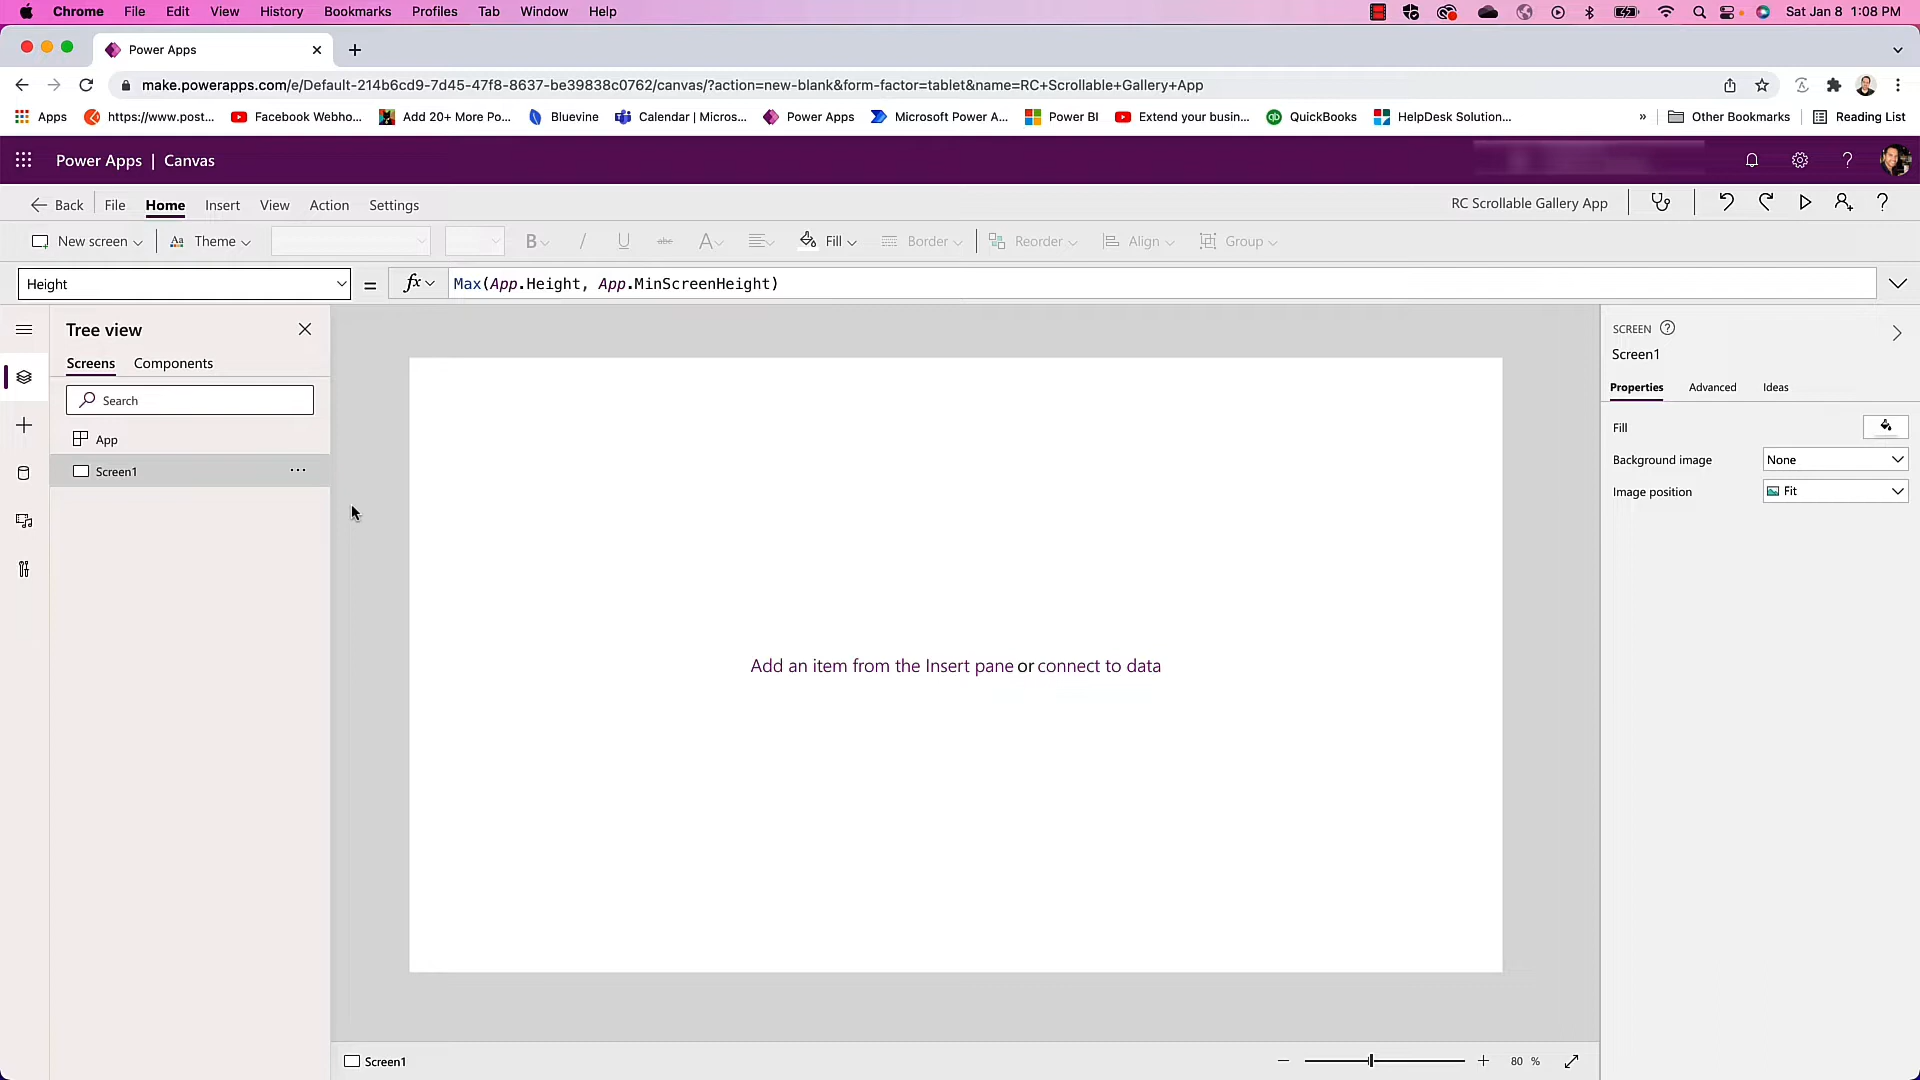 Chrome File Edit View History Bookmarks Profiles Tab Window Help Sat Jan 8 1:08 PM
Power Apps
make.powerapps.com/e/Default-214b6cd9-7d45-47f8-8637-be39838c0762/canvas/?action=new-blank&form-factor=tablet&name=RC+Scrollable+Gallery+App
Apps https://www.post... Facebook Webho... Add 20+ More Po... Bluevine Calendar | Micros... Power Apps Microsoft Power A... Power BI Extend your busin... QuickBooks HelpDesk Solution... » Other Bookmarks Reading List
Power Apps | Canvas
Back File Home Insert View Action Settings RC Scrollable Gallery App
New screen Theme B / U abc A Fill Border Reorder Align Group
Height = fx Max(App.Height, App.MinScreenHeight)
Tree view
Screens Components
Search
App
Screen1
Add an item from the Insert pane or connect to data
SCREEN
Screen1
Properties Advanced Ideas
Fill
Background image None
Image position Fit
Screen1 80 %